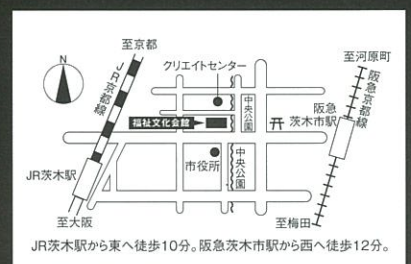 至京都
クリエイトセンター
至河原町
N
JR京都線
中央公園
阪急京都線
福祉文化会館
阪急
茨木市駅
市役所
中央公園
JR茨木駅
至大阪
至梅田
JR茨木駅から東へ徒歩10分。阪急茨木市駅から西へ徒歩12分。